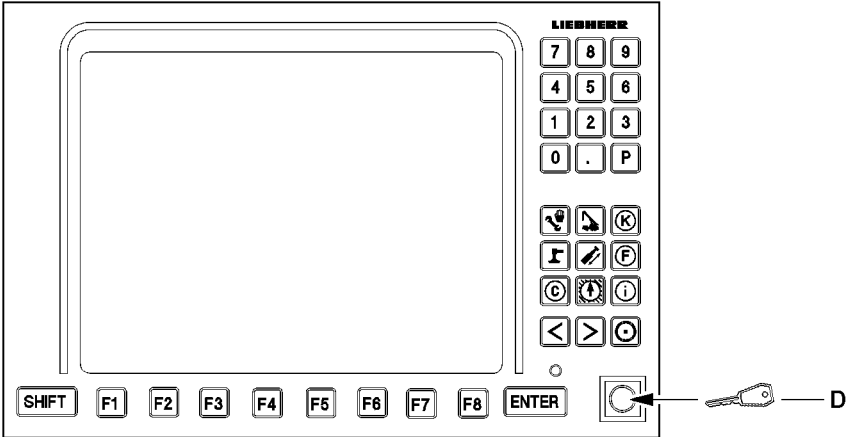 LIEBHERR
7 8 9
4 5 6
1 2 3
0 . P
K
F
C i
< >
SHIFT F1 F2 F3 F4 F5 F6 F7 F8 ENTER D